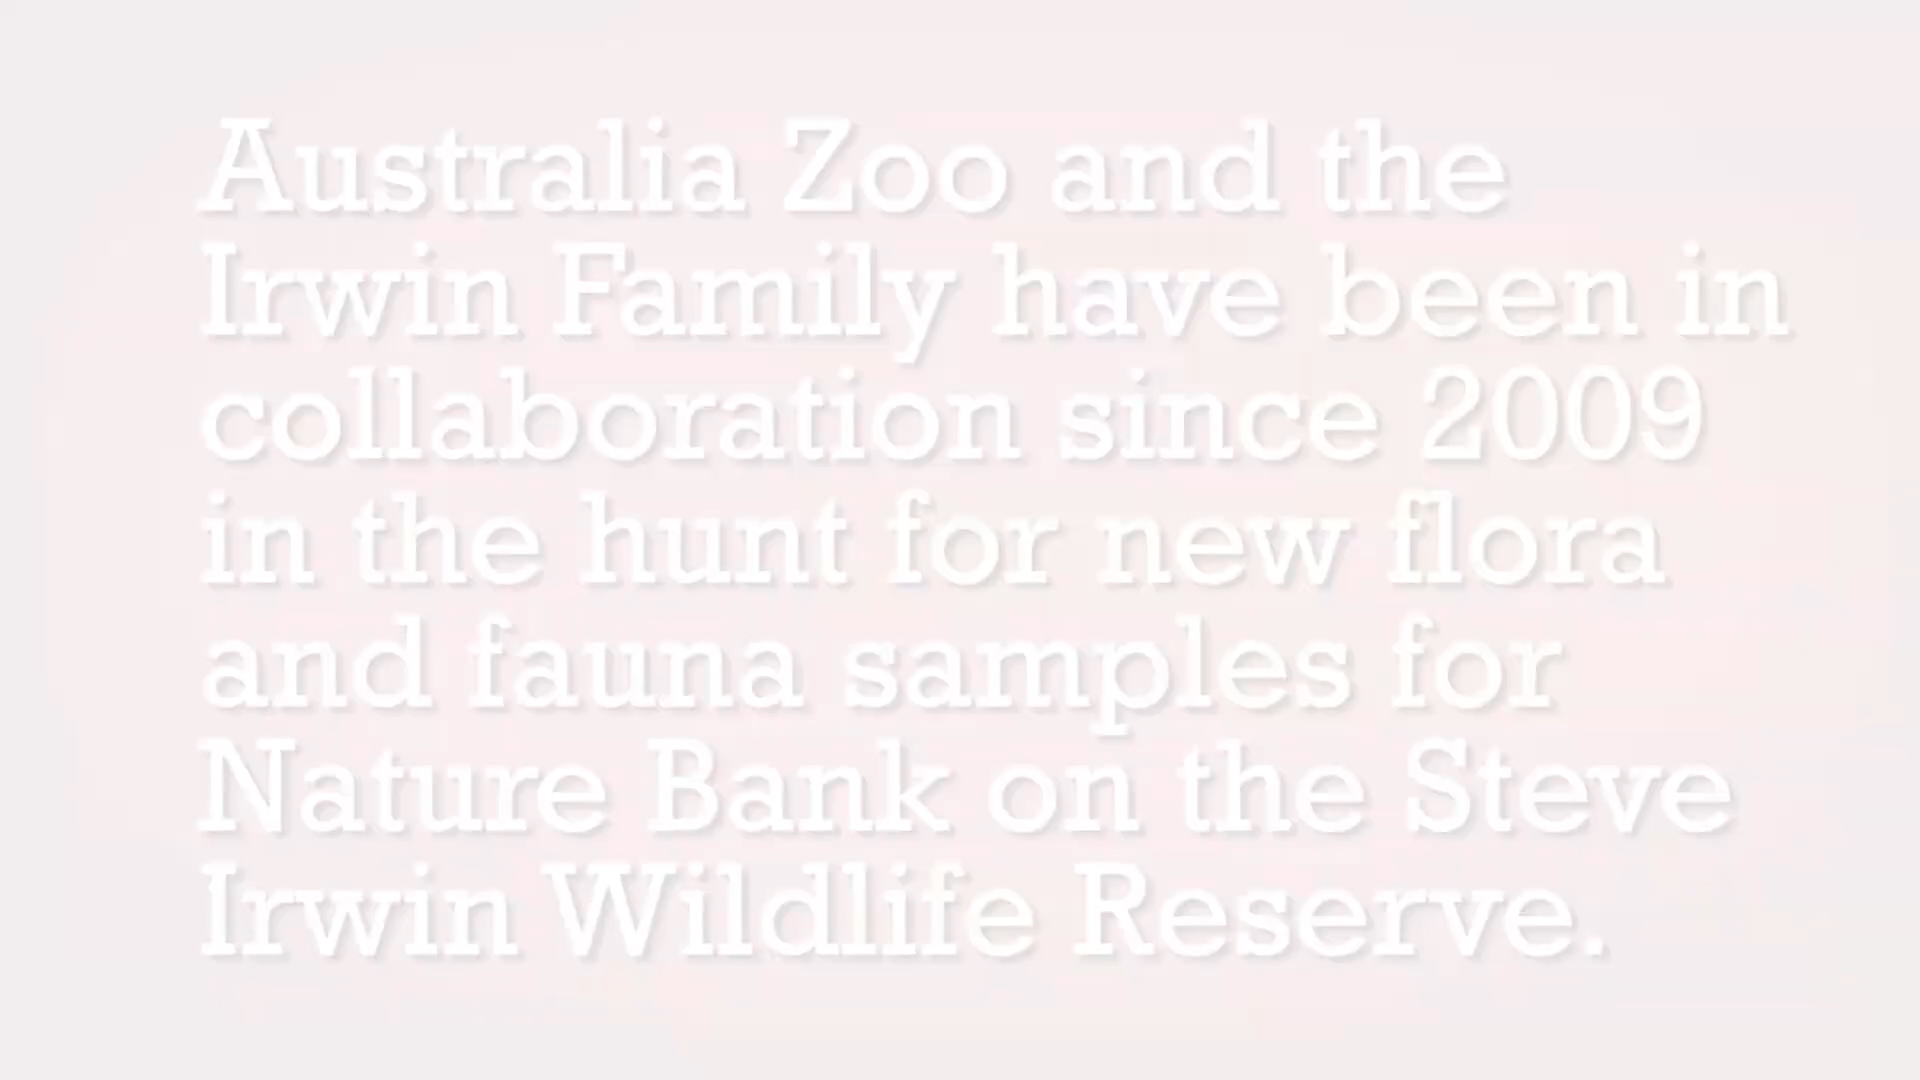 Australia Zoo and the
Irwin Family have been in
collaboration since 2009
in the hunt for new flora
and fauna samples for
Nature Bank on the Steve
Irwin Wildlife Reserve.